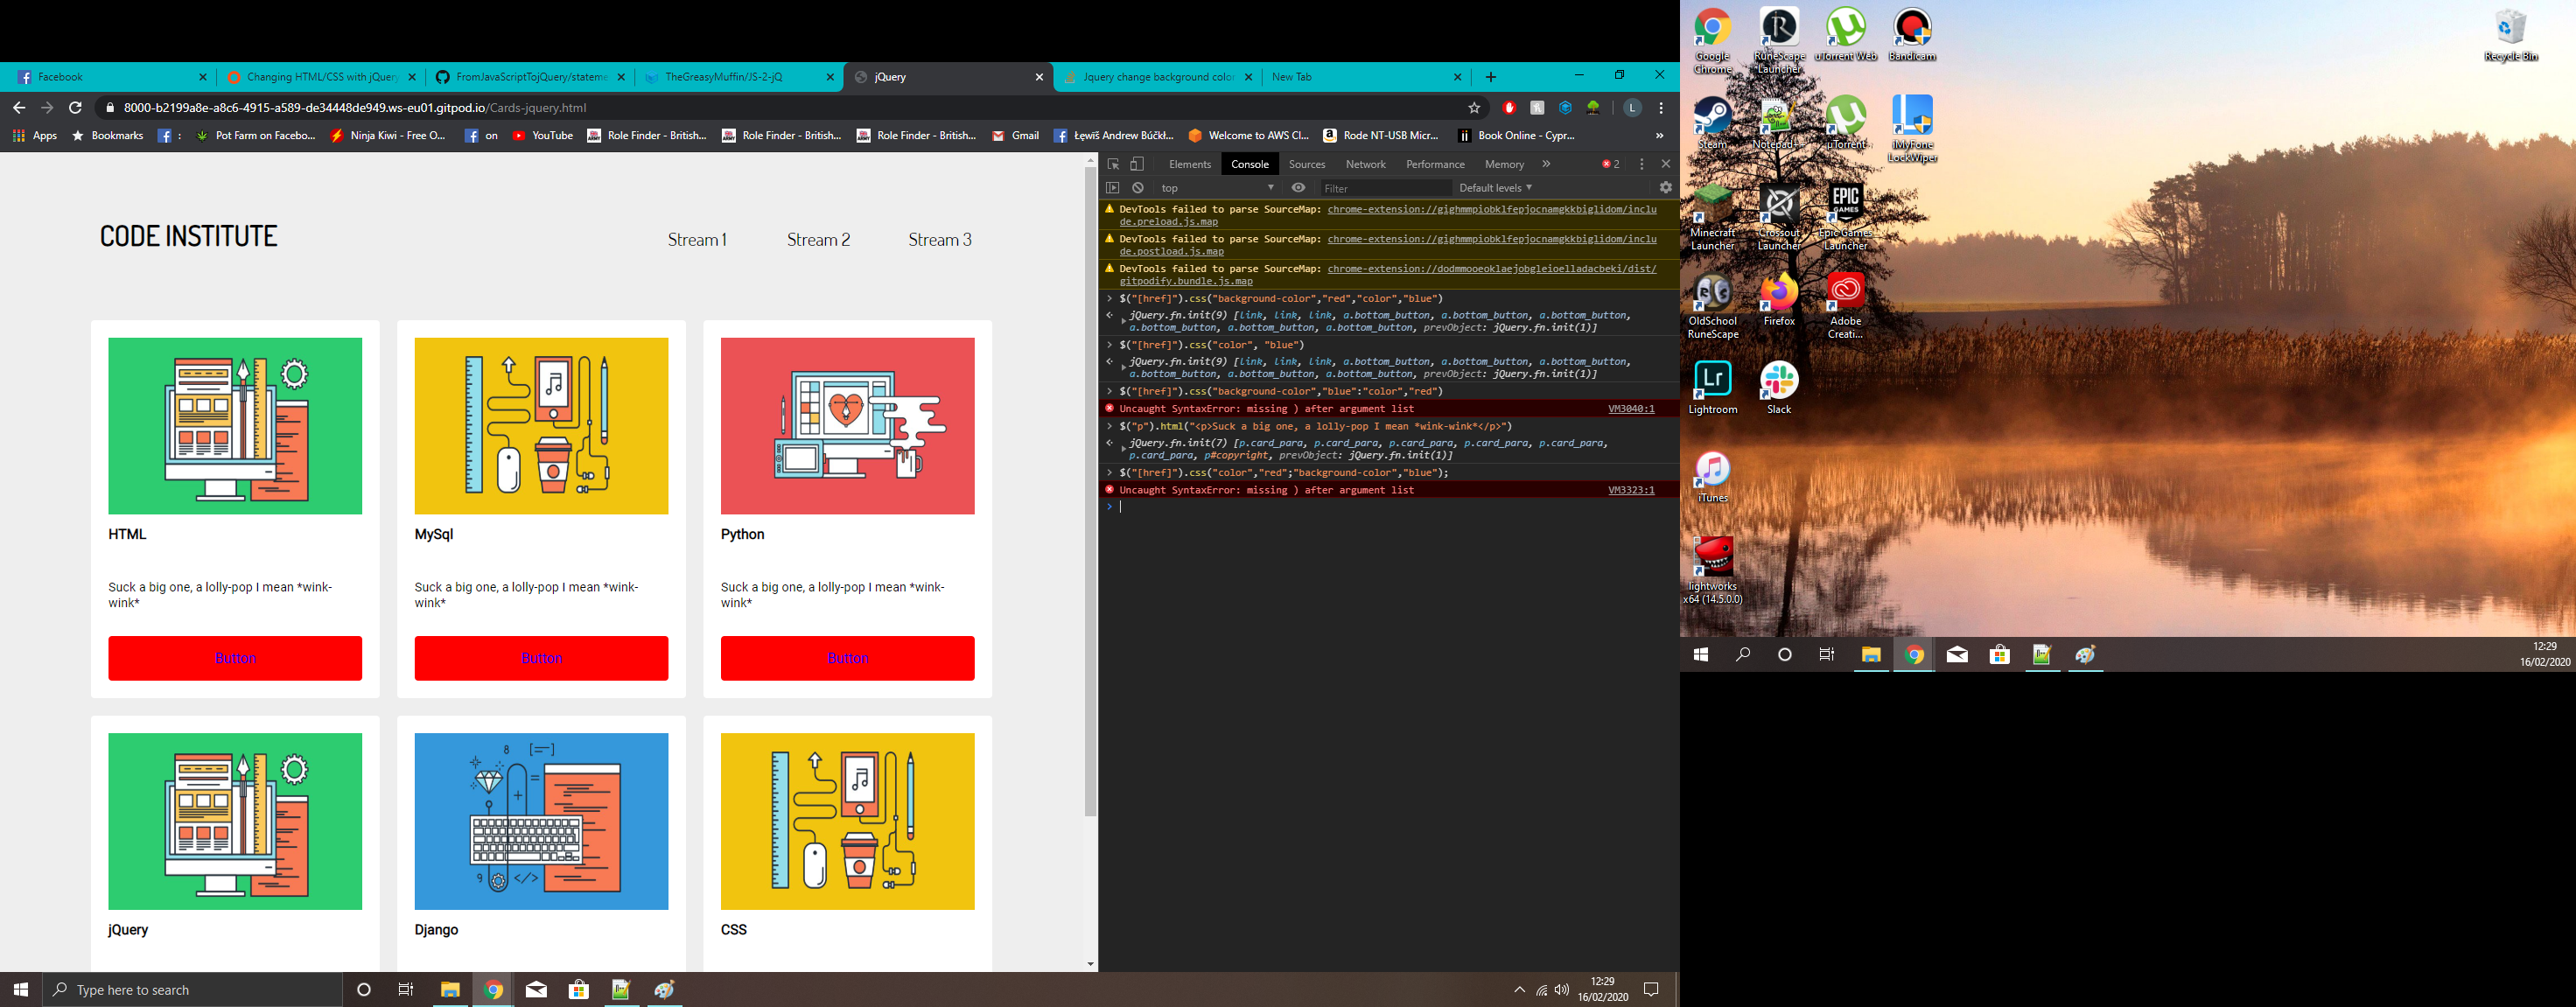 Facebook
Changing HTML/CSS with jQuery
FromJavaScriptTojQuery/stateme
TheGreasyMuffin/JS-2-jQ
jQuery
Jquery change background color
New Tab
8000-b2199a8e-a8c6-4915-a589-de34448de949.ws-eu01.gitpod.io/Cards-jquery.html
L
Apps
Bookmarks
:
Pot Farm on Facebo...
Ninja Kiwi - Free O...
on
YouTube
Role Finder - British...
Role Finder - British...
Role Finder - British...
Gmail
Łęwĩš Andrew Búčkł...
Welcome to AWS Cl...
Rode NT-USB Micr...
Book Online - Cypr...
»
CODE INSTITUTE
Stream 1
Stream 2
Stream 3
HTML
MySql
Python
Suck a big one, a lolly-pop I mean *wink-
wink*
Suck a big one, a lolly-pop I mean *wink-
wink*
Suck a big one, a lolly-pop I mean *wink-
wink*
Button
Button
Button
jQuery
Django
CSS
Elements
Console
Sources
Network
Performance
Memory
»
2
top
Filter
Default levels
DevTools failed to parse SourceMap: chrome-extension://gighmmpiobklfepjocnamgkkbiglidom/inclu
de.preload.js.map
DevTools failed to parse SourceMap: chrome-extension://gighmmpiobklfepjocnamgkkbiglidom/inclu
de.postload.js.map
DevTools failed to parse SourceMap: chrome-extension://dodmmooeoklaejobgleioelladacbeki/dist/
gitpodify.bundle.js.map
$("[href]").css("background-color","red","color","blue")
jQuery.fn.init(9) [link, link, link, a.bottom_button, a.bottom_button, a.bottom_button,
a.bottom_button, a.bottom_button, a.bottom_button, prevObject: jQuery.fn.init(1)]
$("[href]").css("color", "blue")
jQuery.fn.init(9) [link, link, link, a.bottom_button, a.bottom_button, a.bottom_button,
a.bottom_button, a.bottom_button, a.bottom_button, prevObject: jQuery.fn.init(1)]
$("[href]").css("background-color","blue":"color","red")
Uncaught SyntaxError: missing ) after argument list VM3040:1
$("p").html("<p>Suck a big one, a lolly-pop I mean *wink-wink*</p>")
jQuery.fn.init(7) [p.card_para, p.card_para, p.card_para, p.card_para, p.card_para,
p.card_para, p#copyright, prevObject: jQuery.fn.init(1)]
$("[href]").css("color","red";"background-color","blue");
Uncaught SyntaxError: missing ) after argument list VM3323:1
Type here to search
12:29
16/02/2020
Google
Chrome
RuneScape
Launcher
uTorrent Web
Bandicam
Recycle Bin
Steam
Notepad++
µTorrent
iMyFone
LockWiper
Minecraft
Launcher
Crossout
Launcher
EPIC
GAMES
Epic Games
Launcher
OldSchool
RuneScape
Firefox
Adobe
Creati...
Lr
Lightroom
Slack
iTunes
lightworks
x64 (14.5.0.0)
12:29
16/02/2020